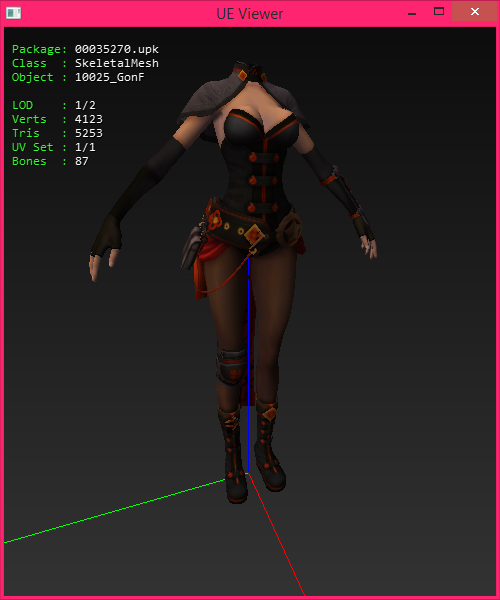 UE Viewer
Package: 00035270.upk
Class : SkeletalMesh
Object : 10025_GonF
LOD : 1/2
Verts : 4123
Tris : 5253
UV Set : 1/1
Bones : 87